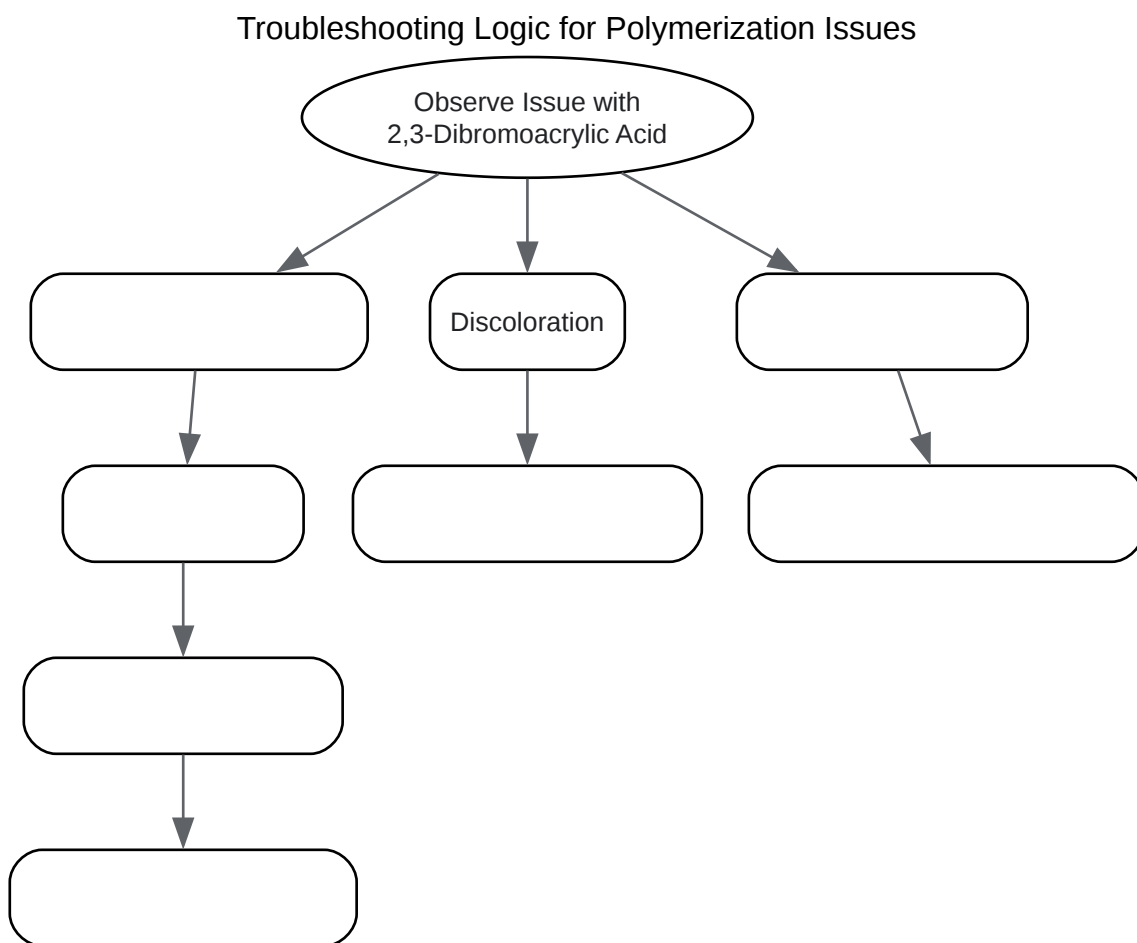 Troubleshooting Logic for Polymerization Issues
Observe Issue with
2,3-Dibromoacrylic Acid
Discoloration